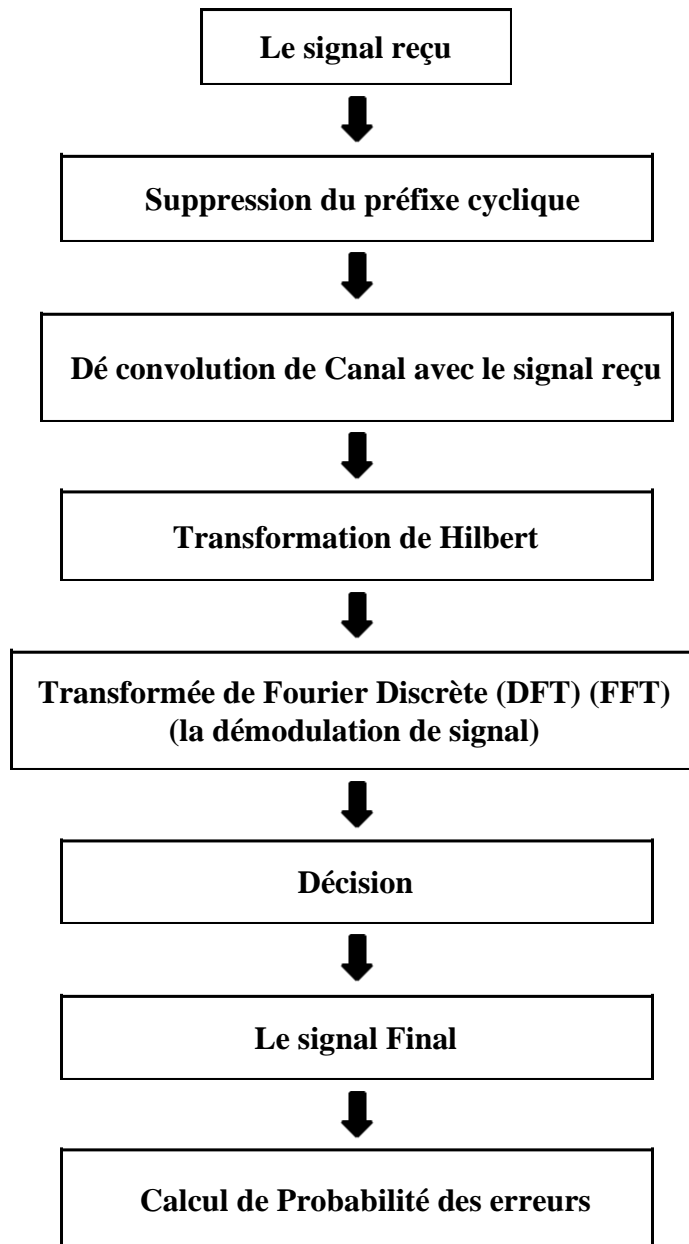 Le signal reçu
Suppression du préfixe cyclique
Dé convolution de Canal avec le signal reçu
Transformation de Hilbert
Transformée de Fourier Discrète (DFT) (FFT)
(la démodulation de signal)
Décision
Le signal Final
Calcul de Probabilité des erreurs